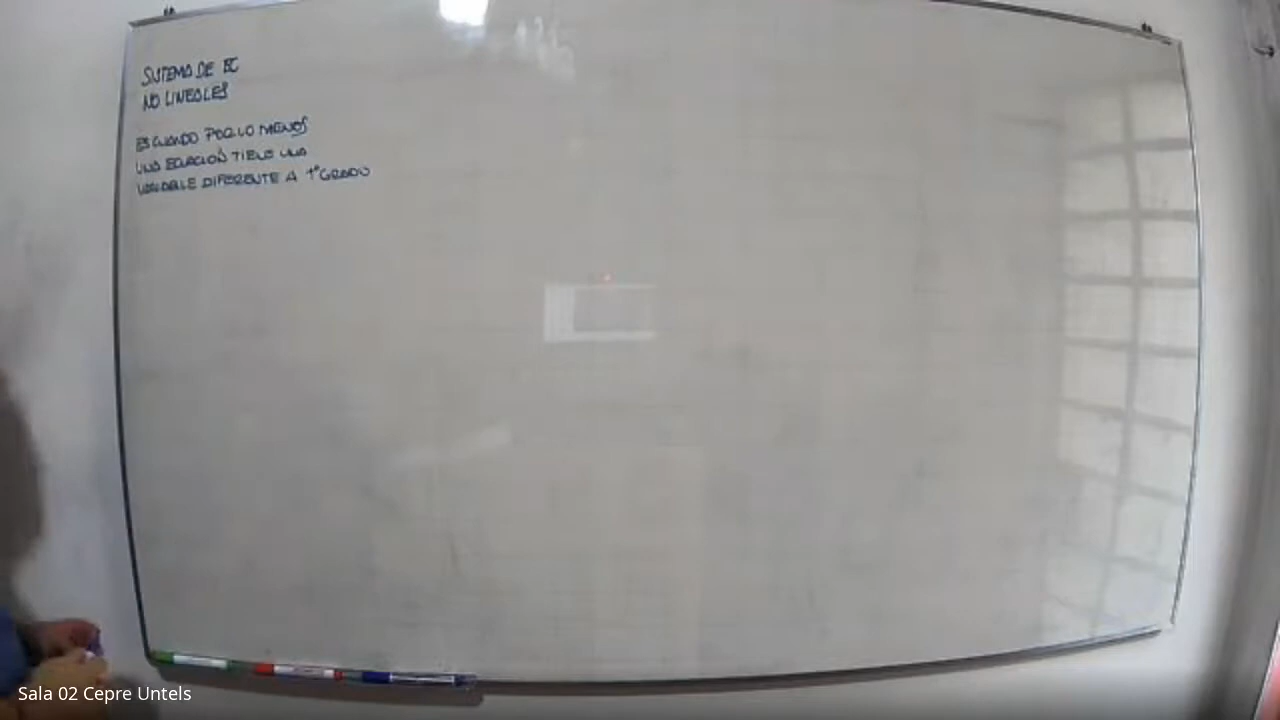 SISTEMA DE EC
NO LINEALES
ES CUANDO POR LO MENOS
UNA ECUACIÓN TIENE UNA
VARIABLE DIFERENTE A 1° GRADO
Sala 02 Cepre Untels